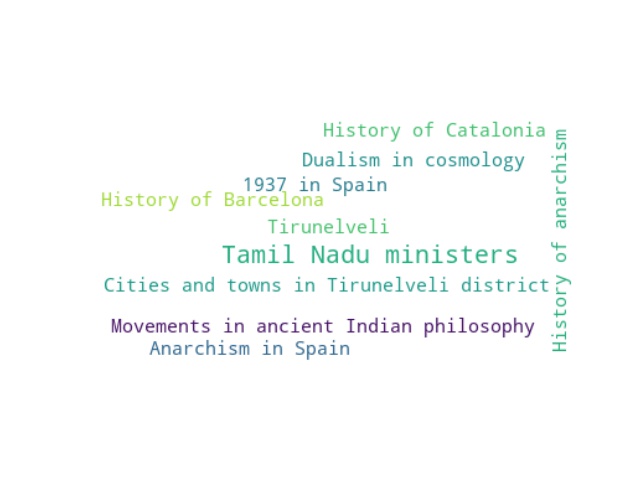 History of Catalonia
Dualism in cosmology
1937 in Spain
History of Barcelona
Tirunelveli
Tamil Nadu ministers
Cities and towns in Tirunelveli district
Movements in ancient Indian philosophy
Anarchism in Spain
History of anarchism